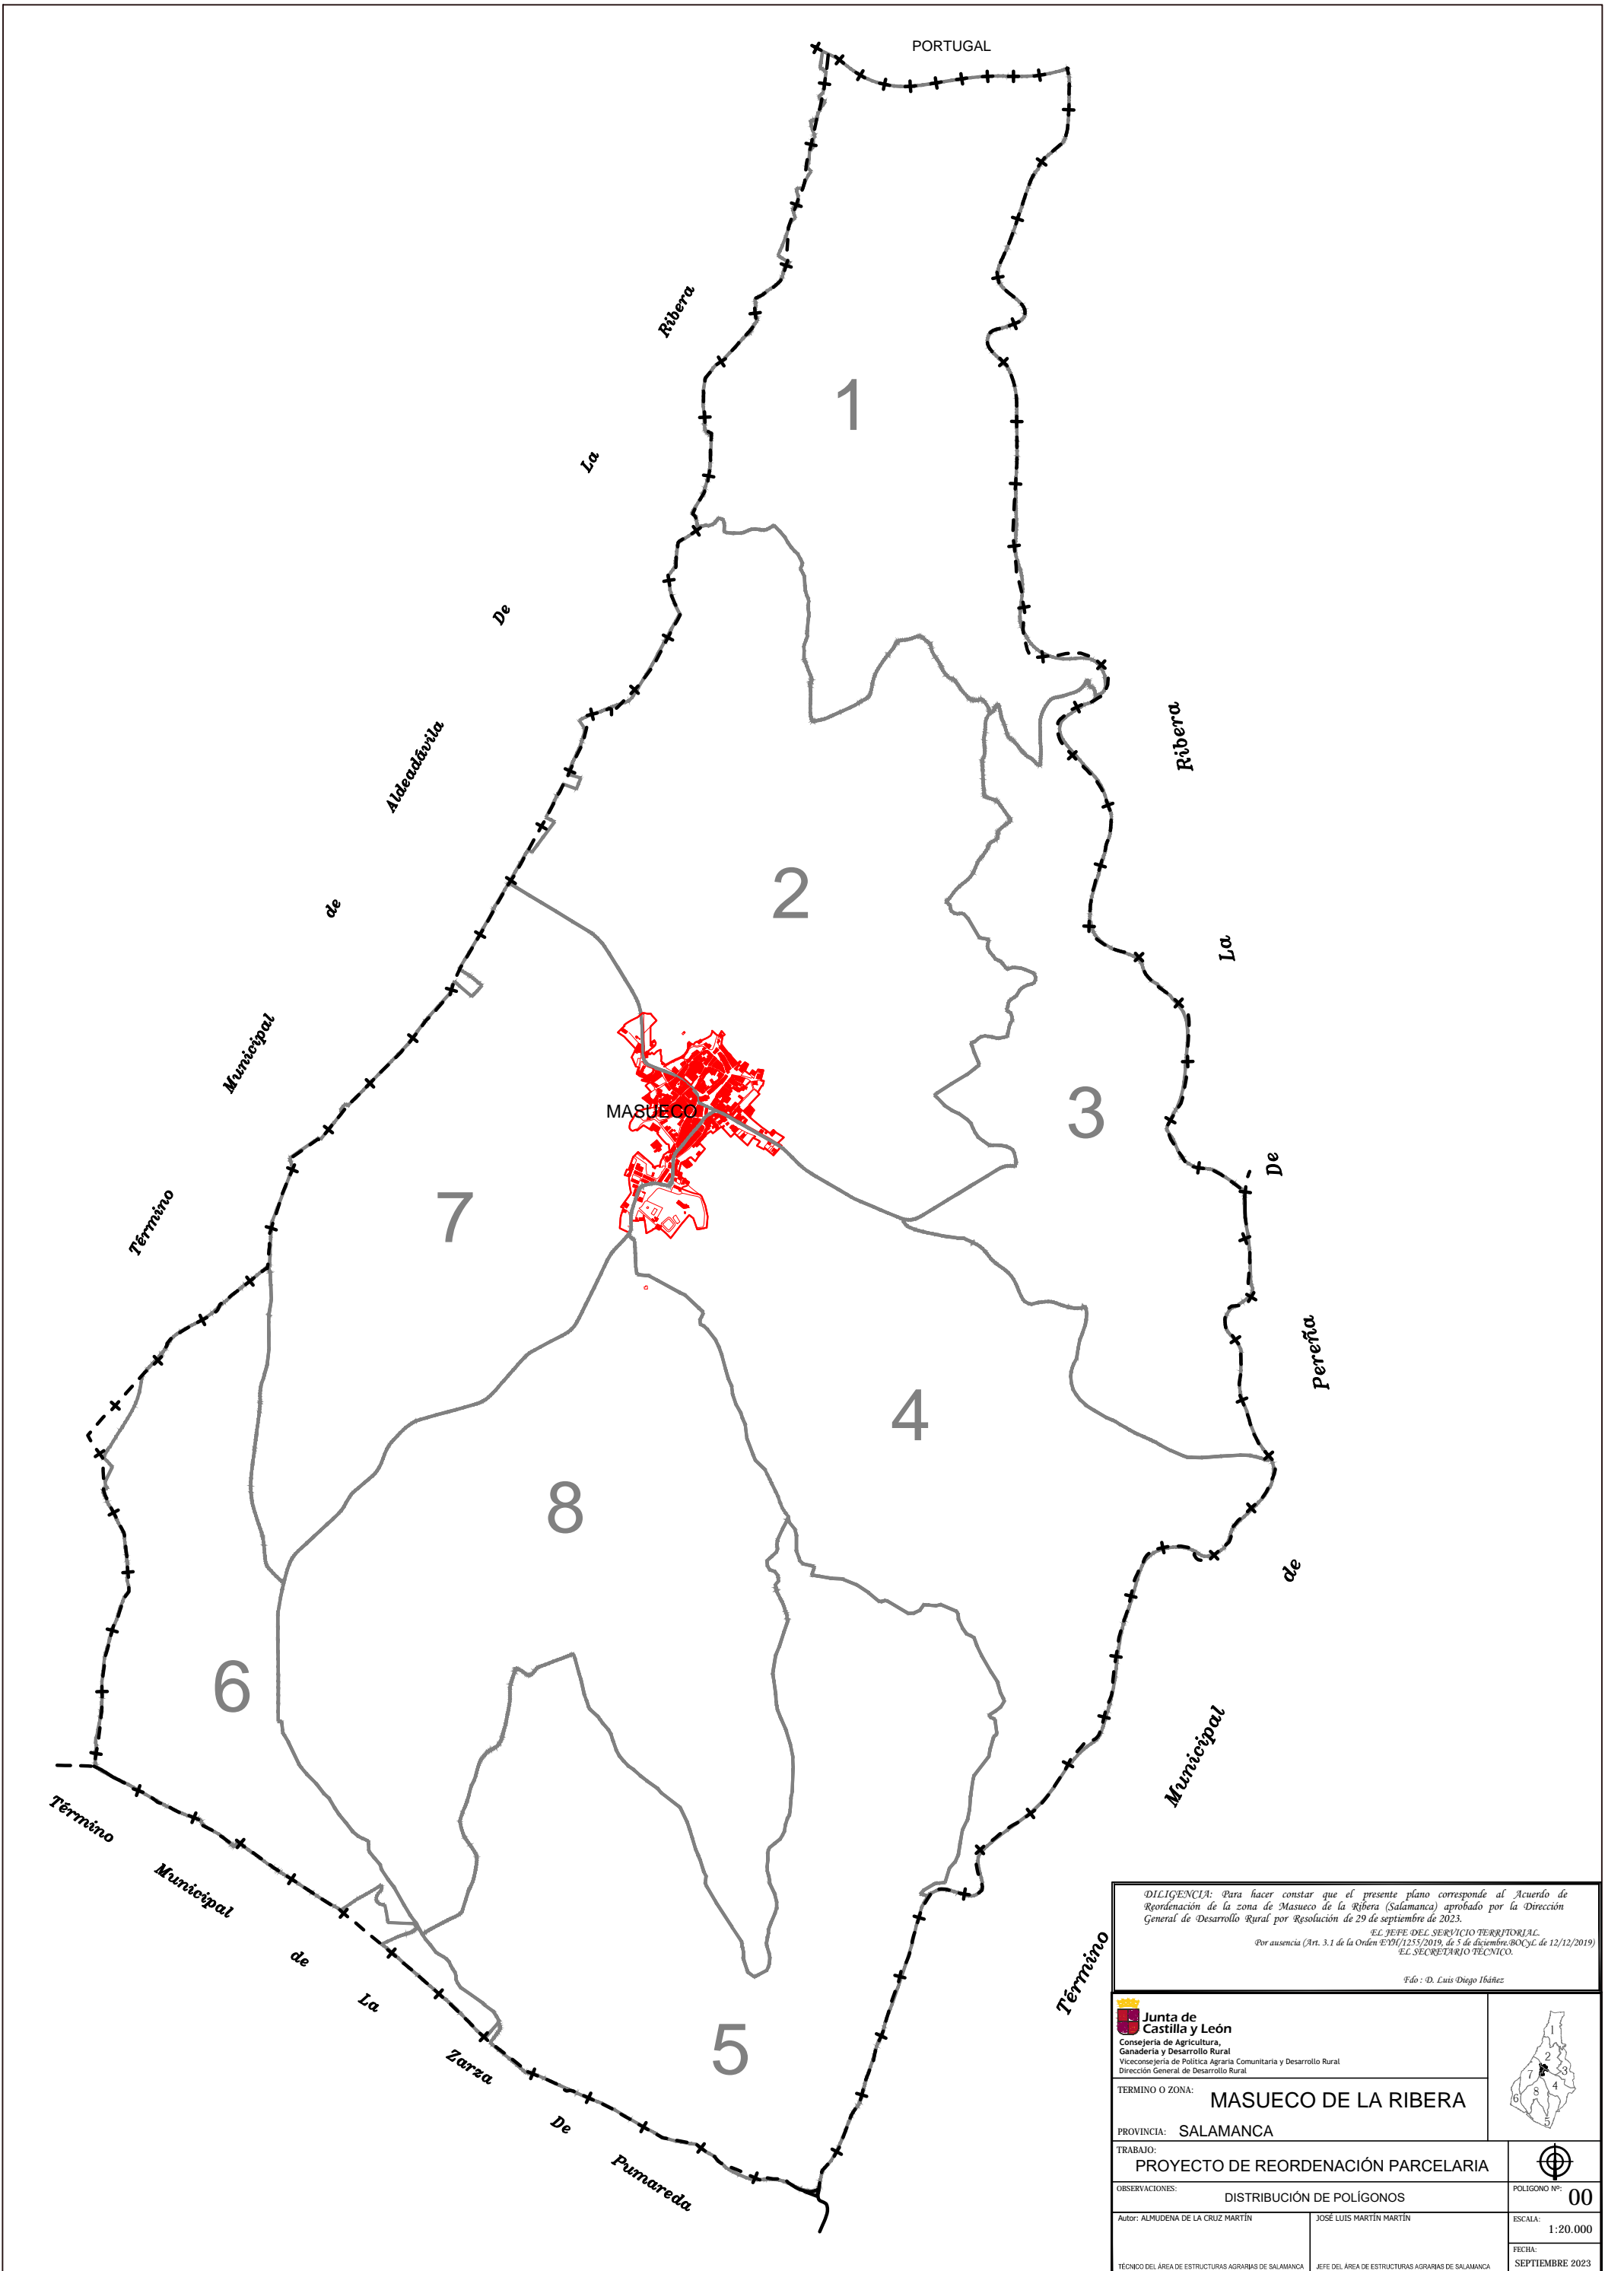 PORTUGAL
Término Municipal de Aldeadávila De La Ribera
1
2
3
MASUECO
7
4
8
6
5
Término Municipal de Pereña De La Ribera
Término Municipal de La Zarza De Pumareda
DILIGENCIA: Para hacer constar que el presente plano corresponde al Acuerdo de
Reordenación de la zona de Masueco de la Ribera (Salamanca) aprobado por la Dirección
General de Desarrollo Rural por Resolución de 29 de septiembre de 2023.
EL JEFE DEL SERVICIO TERRITORIAL.
Por ausencia (Art. 3.1 de la Orden EYH/1255/2019, de 5 de diciembre.BOCyL de 12/12/2019)
EL SECRETARIO TÉCNICO.
Fdo : D. Luis Diego Ibáñez
Junta de
Castilla y León
Consejería de Agricultura,
Ganadería y Desarrollo Rural
Viceconsejería de Política Agraria Comunitaria y Desarrollo Rural
Dirección General de Desarrollo Rural
1
2
3
7
4
8
6
5
TERMINO O ZONA:
MASUECO DE LA RIBERA
PROVINCIA: SALAMANCA
TRABAJO:
PROYECTO DE REORDENACIÓN PARCELARIA
OBSERVACIONES:
DISTRIBUCIÓN DE POLÍGONOS
POLIGONO Nº: 00
Autor: ALMUDENA DE LA CRUZ MARTÍN
TÉCNICO DEL ÁREA DE ESTRUCTURAS AGRARIAS DE SALAMANCA
JOSÉ LUIS MARTÍN MARTÍN
JEFE DEL ÁREA DE ESTRUCTURAS AGRARIAS DE SALAMANCA
ESCALA:
1:20.000
FECHA:
SEPTIEMBRE 2023